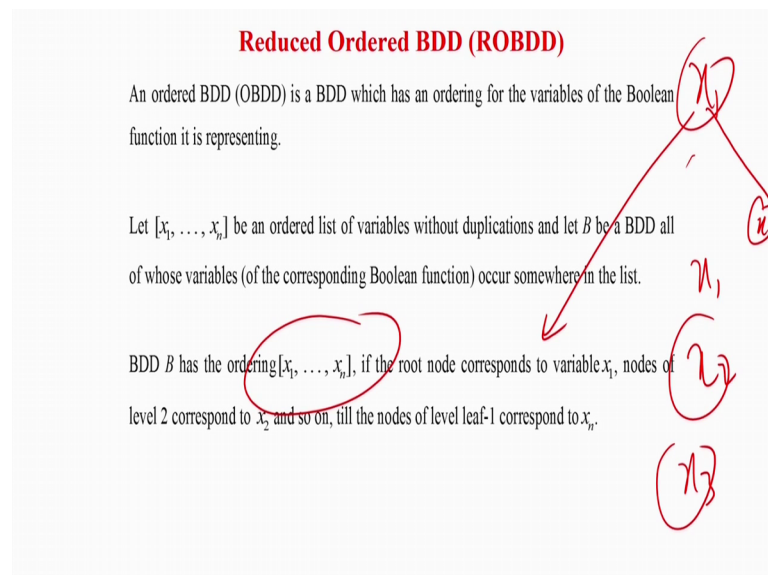 Reduced Ordered BDD (ROBDD)
An ordered BDD (OBDD) is a BDD which has an ordering for the variables of the Boolean
function it is representing.
Let [x₁, …, xₙ] be an ordered list of variables without duplications and let B be a BDD all
of whose variables (of the corresponding Boolean function) occur somewhere in the list.
BDD B has the ordering [x₁, …, xₙ], if the root node corresponds to variable x₁, nodes of
level 2 correspond to x₂ and so on, till the nodes of level leaf-1 correspond to xₙ.
x₁
x₁
x₂
x₃